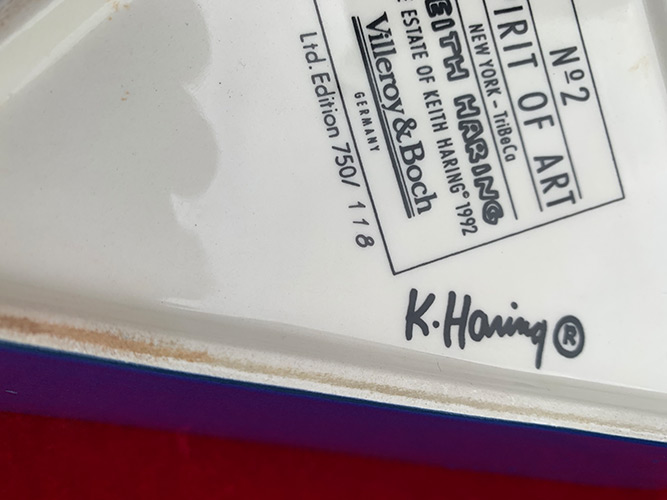 Nº2
IRIT OF ART
NEW YORK - TriBeCa
EITH HARING
ESTATE OF KEITH HARING© 1992
Villeroy & Boch
GERMANY
Ltd. Edition 750/ 118
K. Haring ®